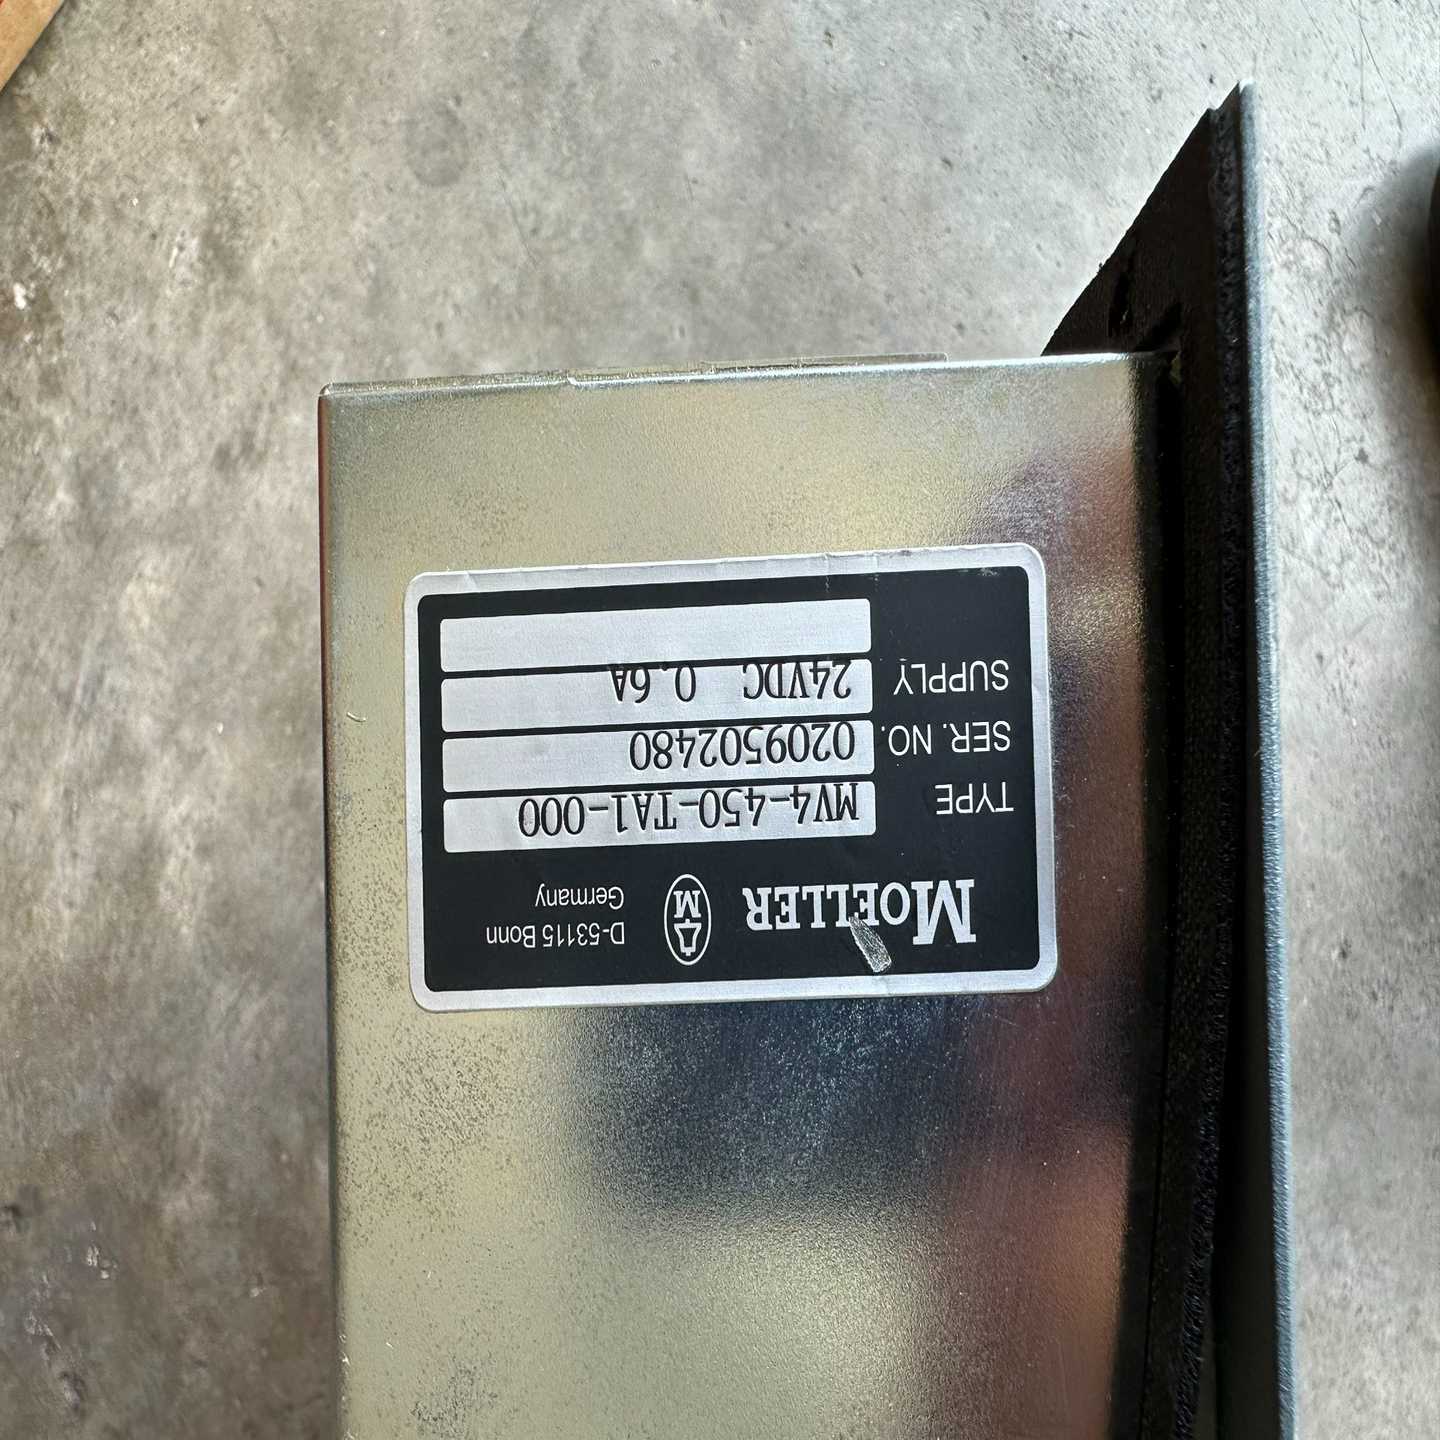 MOELLER M D-53115 Bonn
Germany
TYPE MV4-450-TA1-000
SER. NO. 0209502480
SUPPLY 24VDC 0.6A